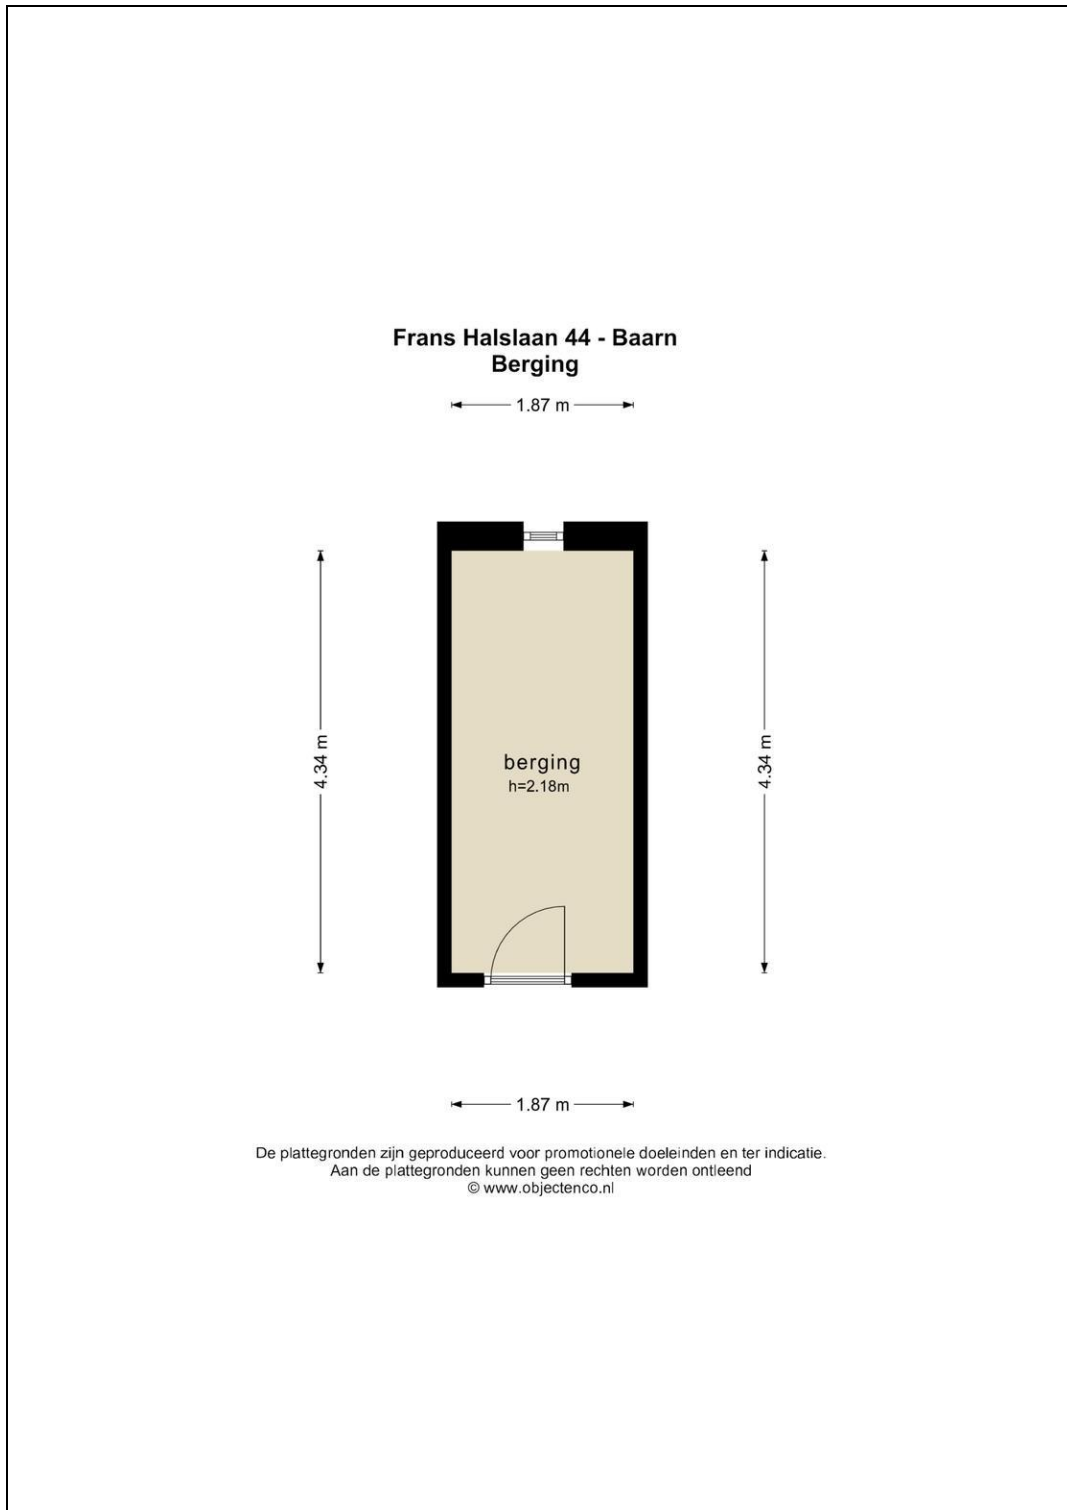 Frans Halslaan 44 - Baarn
Berging
1.87 m
4.34 m
4.34 m
berging
h=2.18m
1.87 m
De plattegronden zijn geproduceerd voor promotionele doeleinden en ter indicatie.
Aan de plattegronden kunnen geen rechten worden ontleend
© www.objectenco.nl